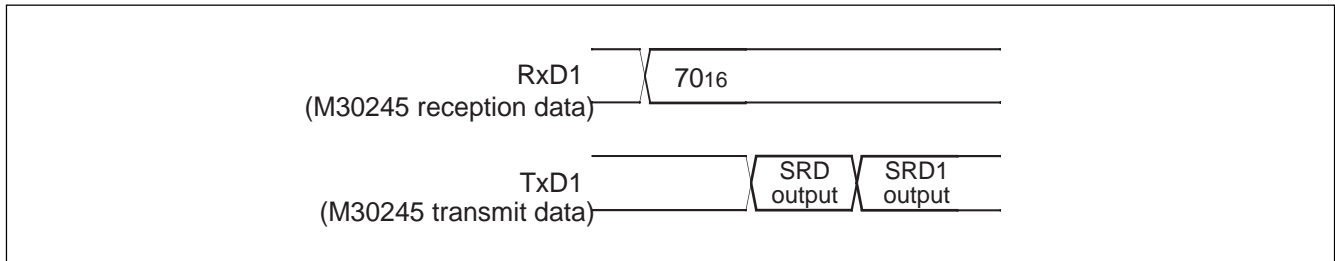 RxD1
(M30245 reception data)
7016
TxD1
(M30245 transmit data)
SRD
output
SRD1
output